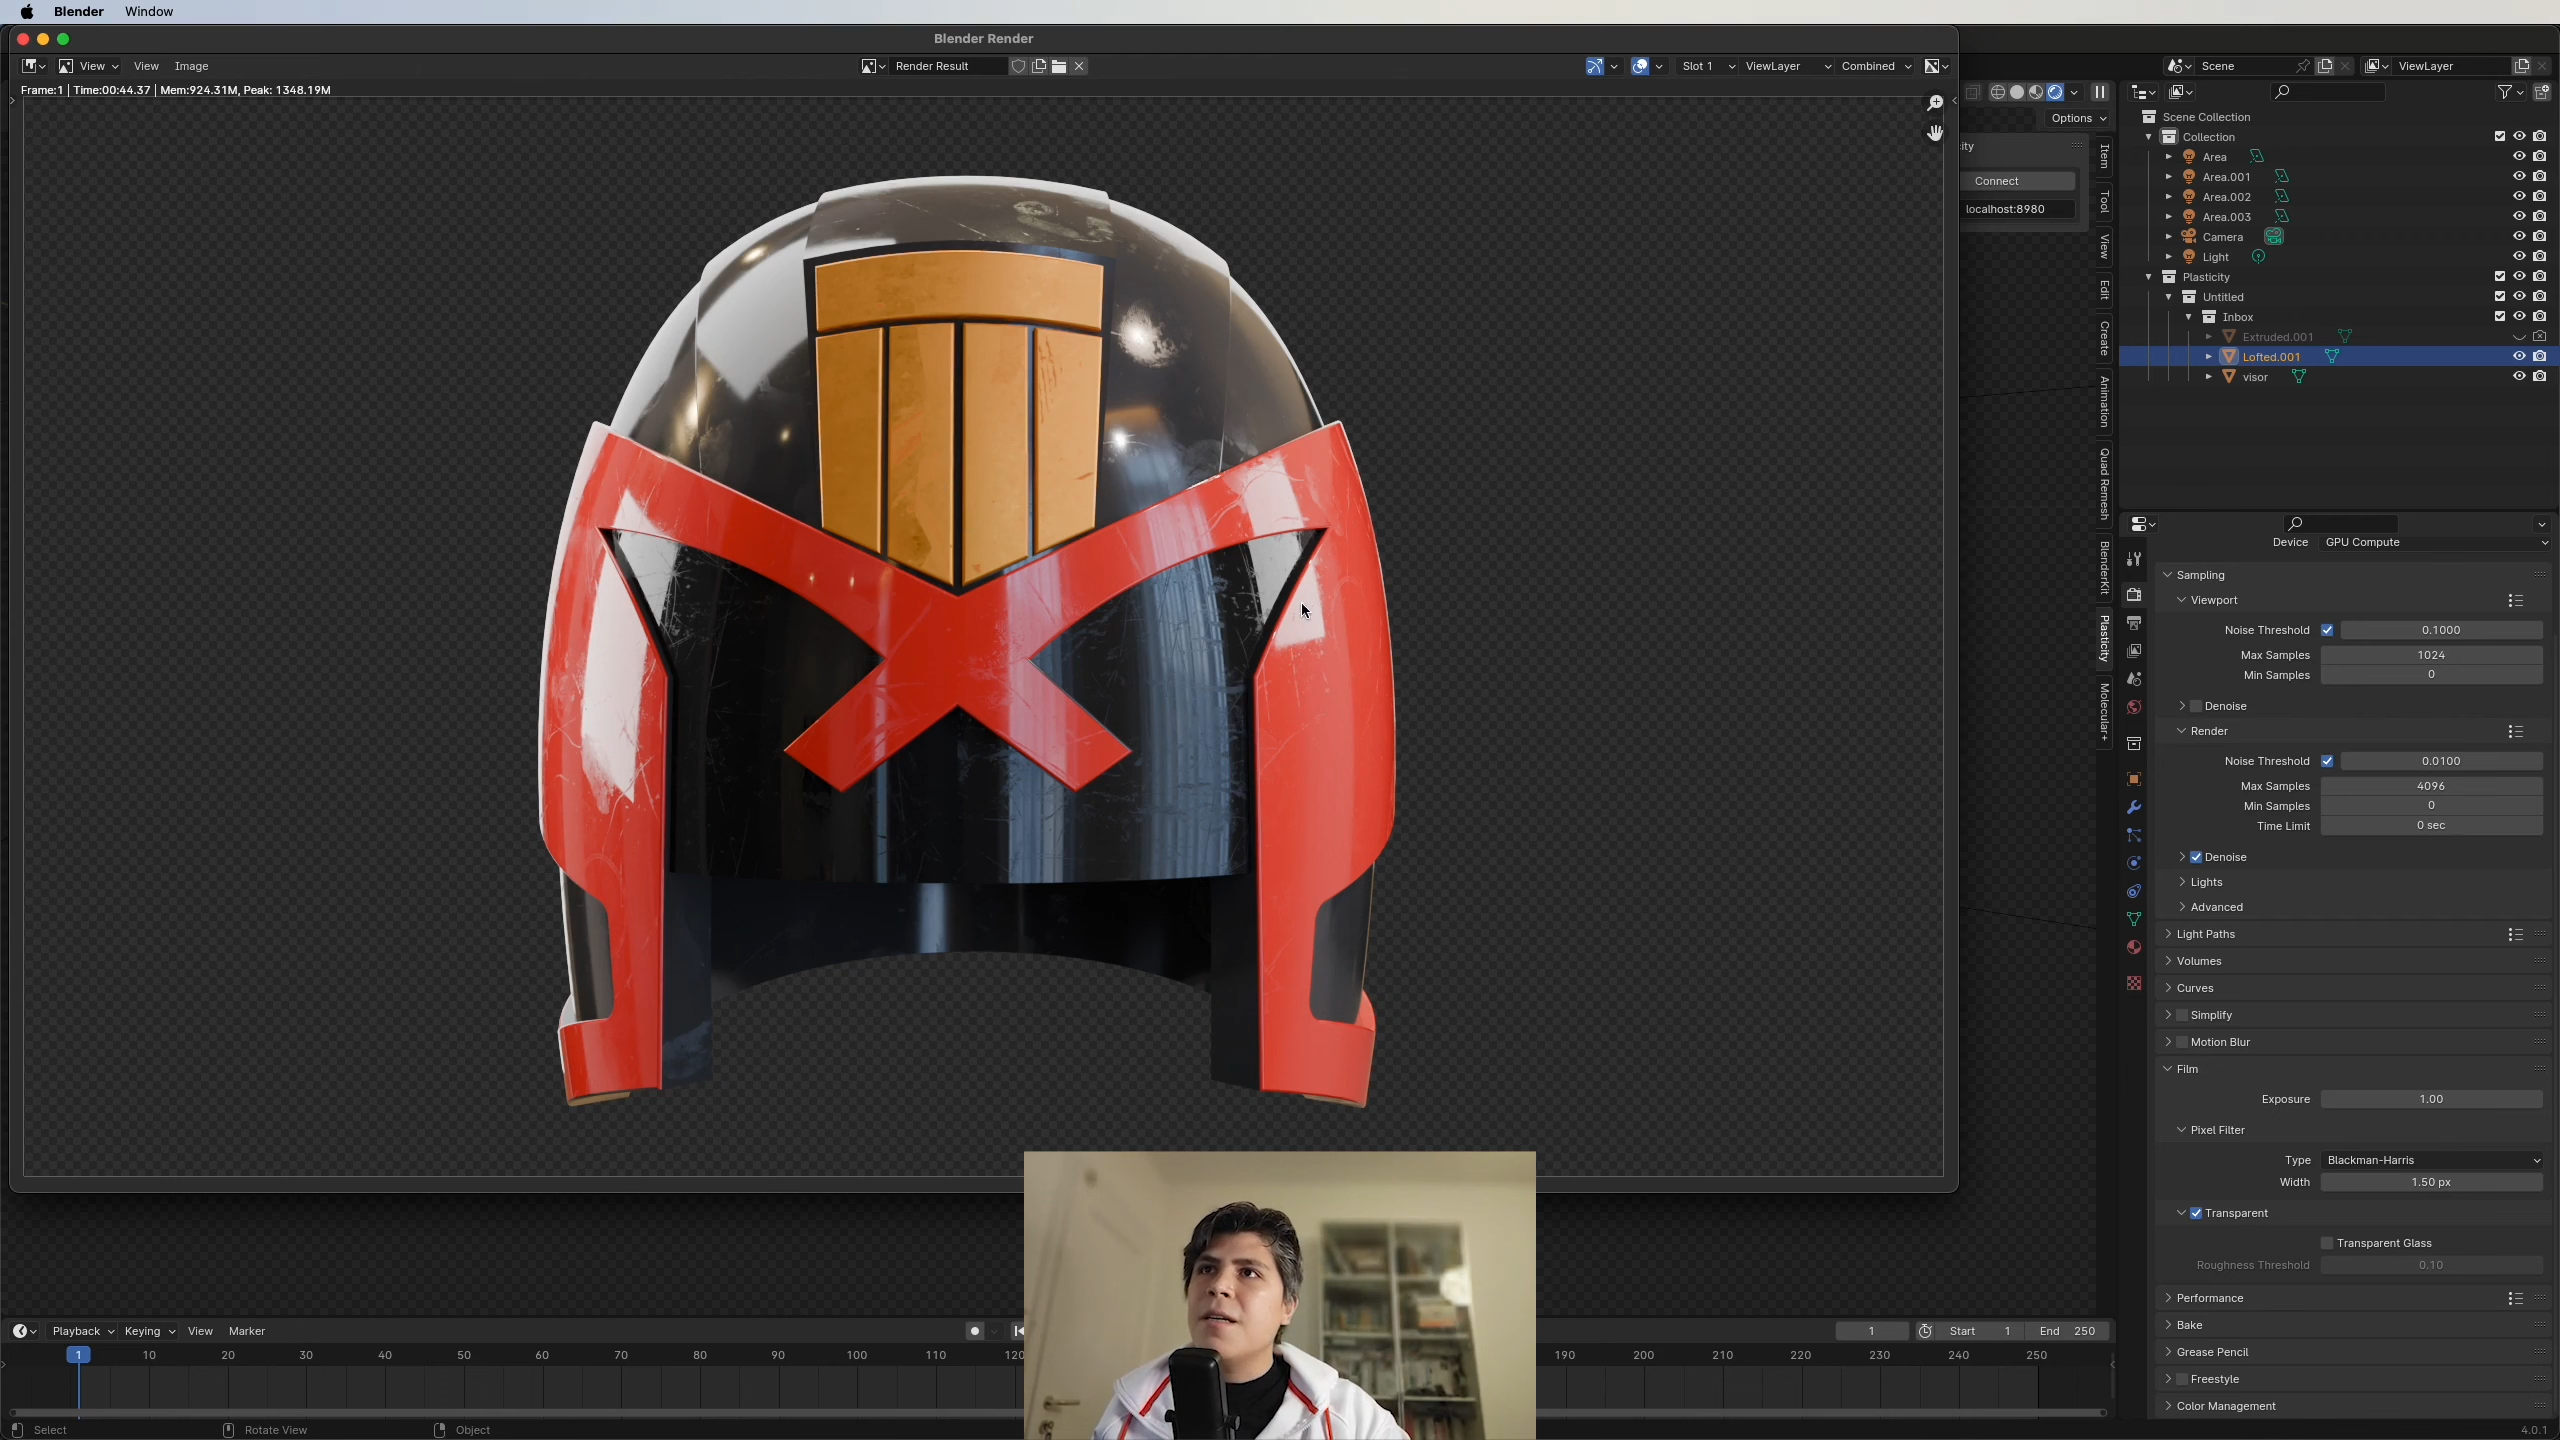 Blender Window
Blender Render
View View Image Render Result Slot 1 ViewLayer Combined
Scene ViewLayer
Frame:1 | Time:00:44.37 | Mem:924.31M, Peak: 1348.19M
Options
ity
Connect
localhost:8980
Item
Tool
View
Edit
Create
Animation
Quad Remesh
BlenderKit
Plasticity
Molecular+
Scene Collection
Collection
Area
Area.001
Area.002
Area.003
Camera
Light
Plasticity
Untitled
Inbox
Extruded.001
Lofted.001
visor
Device GPU Compute
Sampling
Viewport
Noise Threshold 0.1000
Max Samples 1024
Min Samples 0
Denoise
Render
Noise Threshold 0.0100
Max Samples 4096
Min Samples 0
Time Limit 0 sec
Denoise
Lights
Advanced
Light Paths
Volumes
Curves
Simplify
Motion Blur
Film
Exposure 1.00
Pixel Filter
Type Blackman-Harris
Width 1.50 px
Transparent
Transparent Glass
Roughness Threshold 0.10
Performance
Bake
Grease Pencil
Freestyle
Color Management
Playback Keying View Marker 1 Start 1 End 250
1 10 20 30 40 50 60 70 80 90 100 110 120 190 200 210 220 230 240 250
Select Rotate View Object 4.0.1